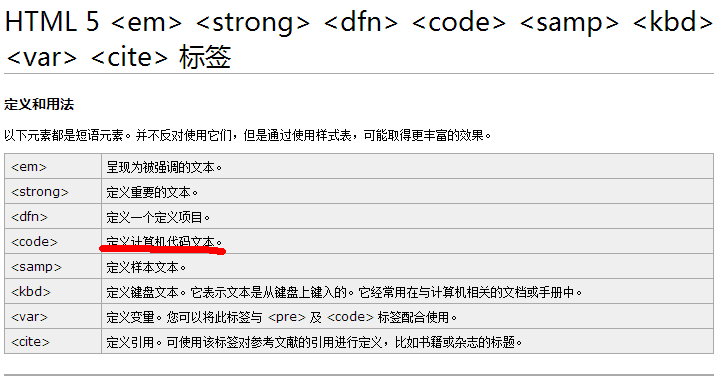 HTML 5 <em> <strong> <dfn> <code> <samp> <kbd>
<var> <cite> 标签
定义和用法
以下元素都是短语元素。并不反对使用它们，但是通过使用样式表，可能取得更丰富的效果。
<em> 呈现为被强调的文本。
<strong> 定义重要的文本。
<dfn> 定义一个定义项目。
<code> 定义计算机代码文本。
<samp> 定义样本文本。
<kbd> 定义键盘文本。它表示文本是从键盘上键入的。它经常用在与计算机相关的文档或手册中。
<var> 定义变量。您可以将此标签与 <pre> 及 <code> 标签配合使用。
<cite> 定义引用。可使用该标签对参考文献的引用进行定义，比如书籍或杂志的标题。